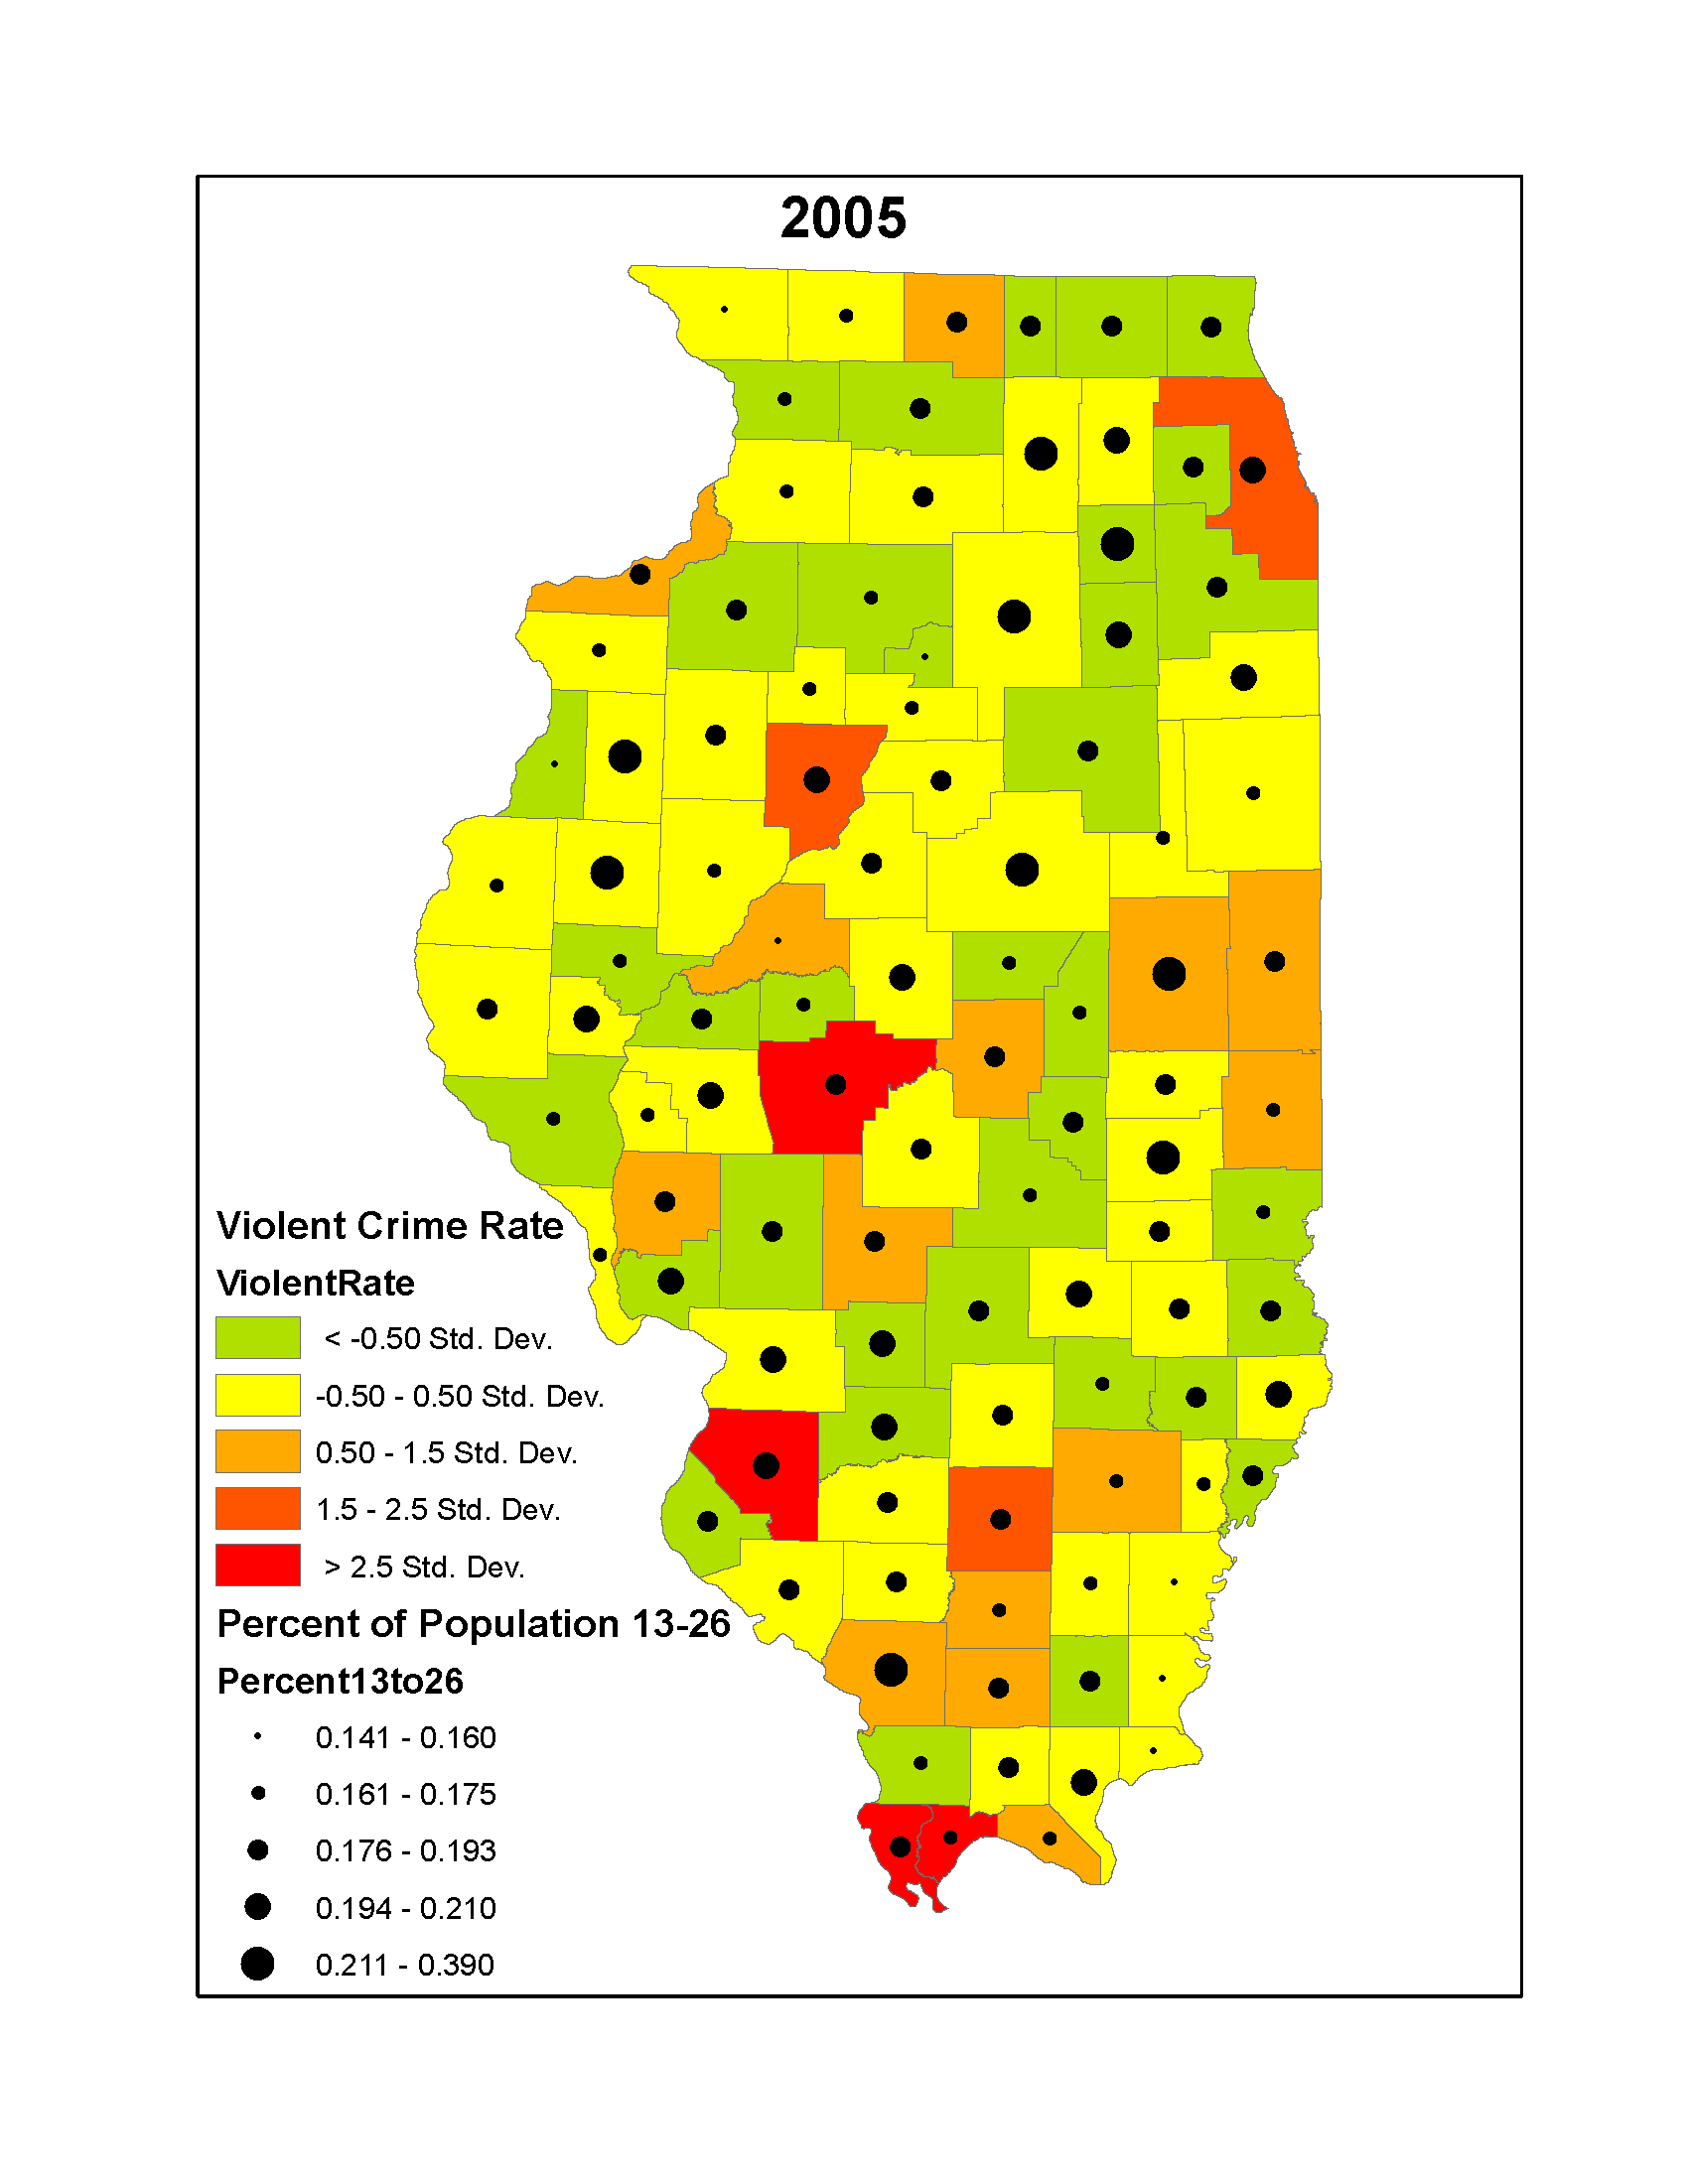 2005
Violent Crime Rate
ViolentRate
< -0.50 Std. Dev.
-0.50 - 0.50 Std. Dev.
0.50 - 1.5 Std. Dev.
1.5 - 2.5 Std. Dev.
> 2.5 Std. Dev.
Percent of Population 13-26
Percent13to26
0.141 - 0.160
0.161 - 0.175
0.176 - 0.193
0.194 - 0.210
0.211 - 0.390